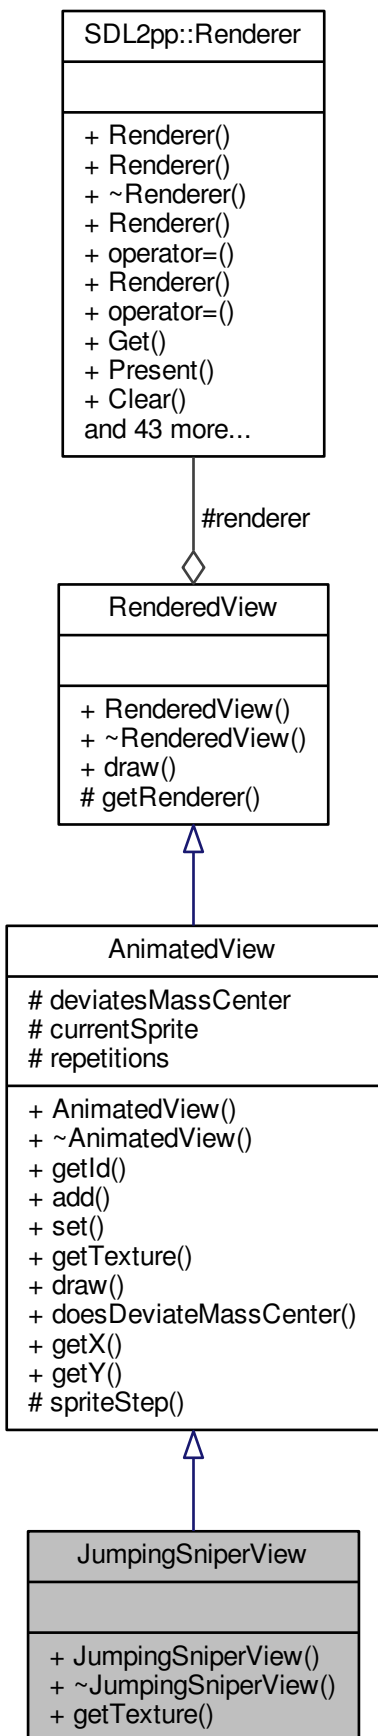 SDL2pp::Renderer
+ Renderer()
+ Renderer()
+ ~Renderer()
+ Renderer()
+ operator=()
+ Renderer()
+ operator=()
+ Get()
+ Present()
+ Clear()
and 43 more...
#renderer
RenderedView
+ RenderedView()
+ ~RenderedView()
+ draw()
# getRenderer()
AnimatedView
# deviatesMassCenter
# currentSprite
# repetitions
+ AnimatedView()
+ ~AnimatedView()
+ getId()
+ add()
+ set()
+ getTexture()
+ draw()
+ doesDeviateMassCenter()
+ getX()
+ getY()
# spriteStep()
JumpingSniperView
+ JumpingSniperView()
+ ~JumpingSniperView()
+ getTexture()